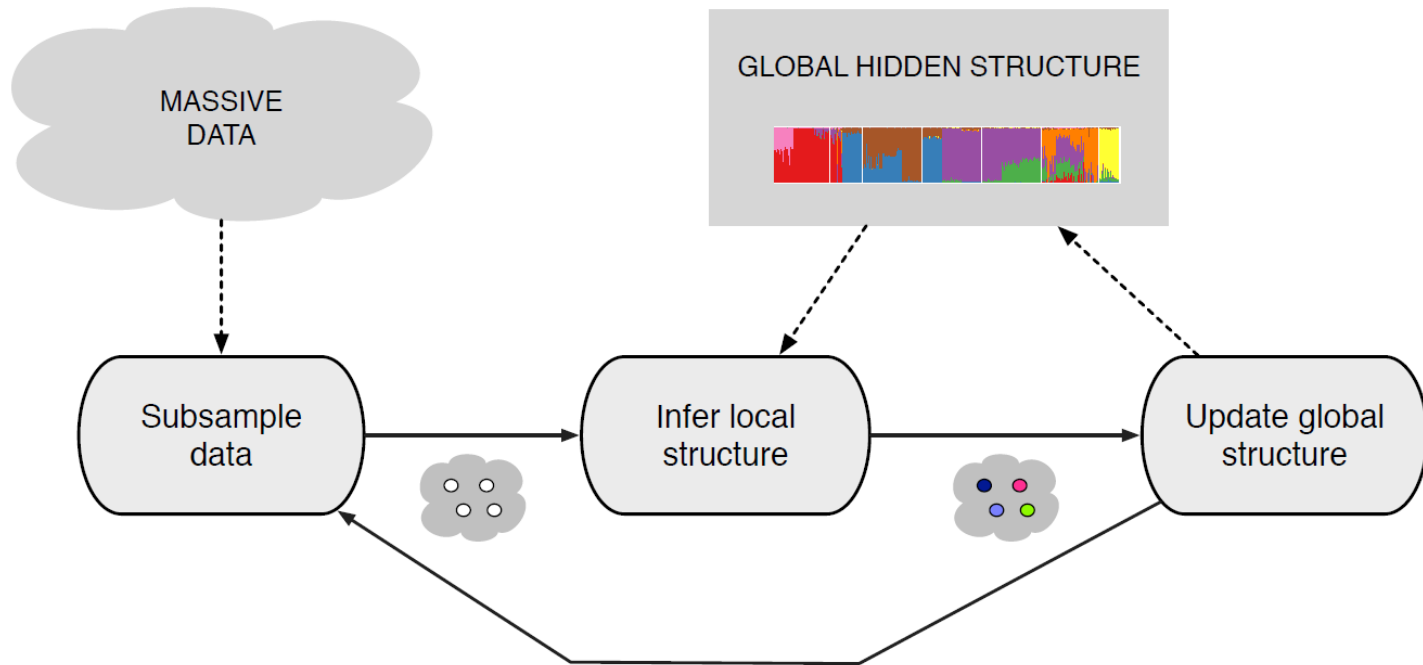 MASSIVE
DATA
GLOBAL HIDDEN STRUCTURE
Subsample
data
Infer local
structure
Update global
structure